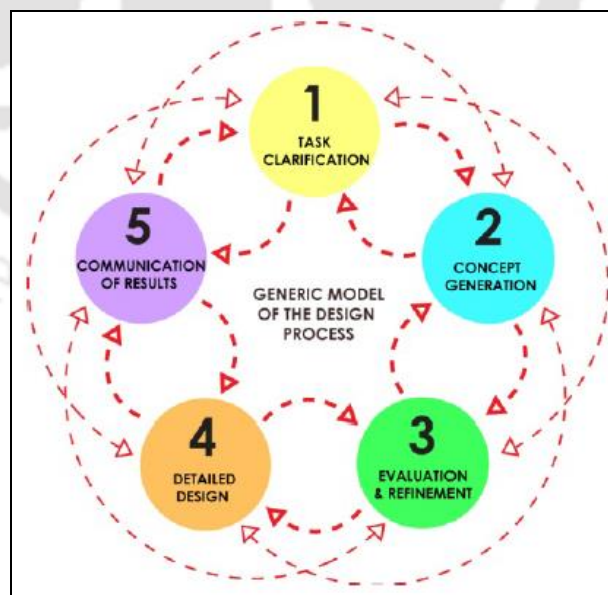 1
TASK
CLARIFICATION
2
CONCEPT
GENERATION
3
EVALUATION
& REFINEMENT
4
DETAILED
DESIGN
5
COMMUNICATION
OF RESULTS
GENERIC MODEL
OF THE DESIGN
PROCESS